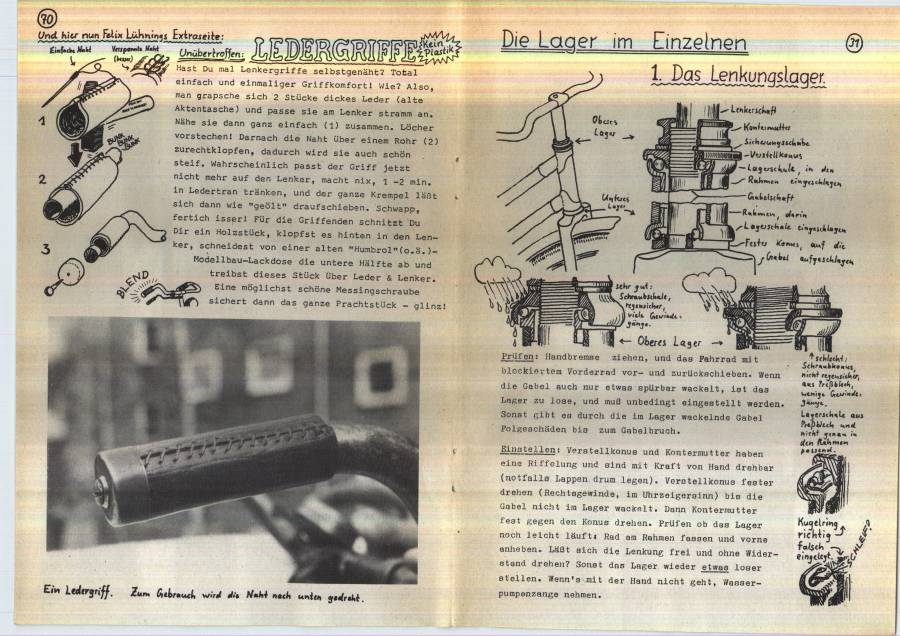 70
Und hier nun Felix Lühnings Extraseite:
Einfache Naht
Versponnte Naht
(besser)
Unübertroffen: LEDERGRIFFE
Kein Plastik
Hast Du mal Lenkergriffe selbstgenäht? Total
einfach und einmaliger Griffkomfort! Wie? Also,
man grapsche sich 2 Stücke dickes Leder (alte
Aktentasche) und passe sie am Lenker stramm an.
Nähe sie dann ganz einfach (1) zusammen. Löcher
vorstechen! Darnach die Naht über einem Rohr (2)
zurechtklopfen, dadurch wird sie auch schön
steif. Wahrscheinlich passt der Griff jetzt
nicht mehr auf den Lenker, macht nix, 1 -2 min.
in Ledertran tränken, und der ganze Krempel läßt
sich dann wie "geölt" draufschieben. Schwapp,
fertich isser! Für die Griffenden schnitzt Du
Dir ein Holzstück, klopfst es hinten in den Len-
ker, schneidest von einer alten "Humbrol"(o.ä.)-
Modellbau-Lackdose die untere Hälfte ab und
treibst dieses Stück über Leder & Lenker.
Eine möglichst schöne Messingschraube
sichert dann das ganze Prachtstück - glinz!
1
BUNK
BUNK
2
3
BLEND
Ein Ledergriff. Zum Gebrauch wird die Naht nach unten gedreht.
Die Lager im Einzelnen
31
1. Das Lenkungslager.
Oberes
Lager
Unteres
Lager
Lenkerschaft
Kontermutter
Sicherungsscheibe
Verstellkonus
Lagerschale, in den
Rahmen eingeschlagen
Gabelschaft
Rahmen, darin
Lagerschale eingeschlagen
Fester Konus, auf die
Gabel aufgeschlagen
sehr gut:
Schraubschale,
regensicher,
viele Gewinde-
gänge.
← Oberes Lager →
schlecht:
Schraubkonus,
nicht regensicher,
aus Preßblech,
wenige Gewinde-
gänge.
Lagerschale aus
Preßblech und
nicht genau in
den Rahmen
passend.
Prüfen: Handbremse ziehen, und das Fahrrad mit
blockiertem Vorderrad vor- und zurückschieben. Wenn
die Gabel auch nur etwas spürbar wackelt, ist das
Lager zu lose, und muß unbedingt eingestellt werden.
Sonst gibt es durch die im Lager wackelnde Gabel
Folgeschäden bis zum Gabelbruch.
Einstellen: Verstellkonus und Kontermutter haben
eine Riffelung und sind mit Kraft von Hand drehbar
(notfalls Lappen drum legen). Verstellkonus fester
drehen (Rechtsgewinde, im Uhrzeigersinn) bis die
Gabel nicht im Lager wackelt. Dann Kontermutter
fest gegen den Konus drehen. Prüfen ob das Lager
noch leicht läuft: Rad am Rahmen fassen und vorne
anheben. Läßt sich die Lenkung frei und ohne Wider-
stand drehen? Sonst das Lager wieder etwas loser
stellen. Wenn's mit der Hand nicht geht, Wasser-
pumpenzange nehmen.
Kugelring
richtig
falsch
eingelegt.
SCHLEIF?